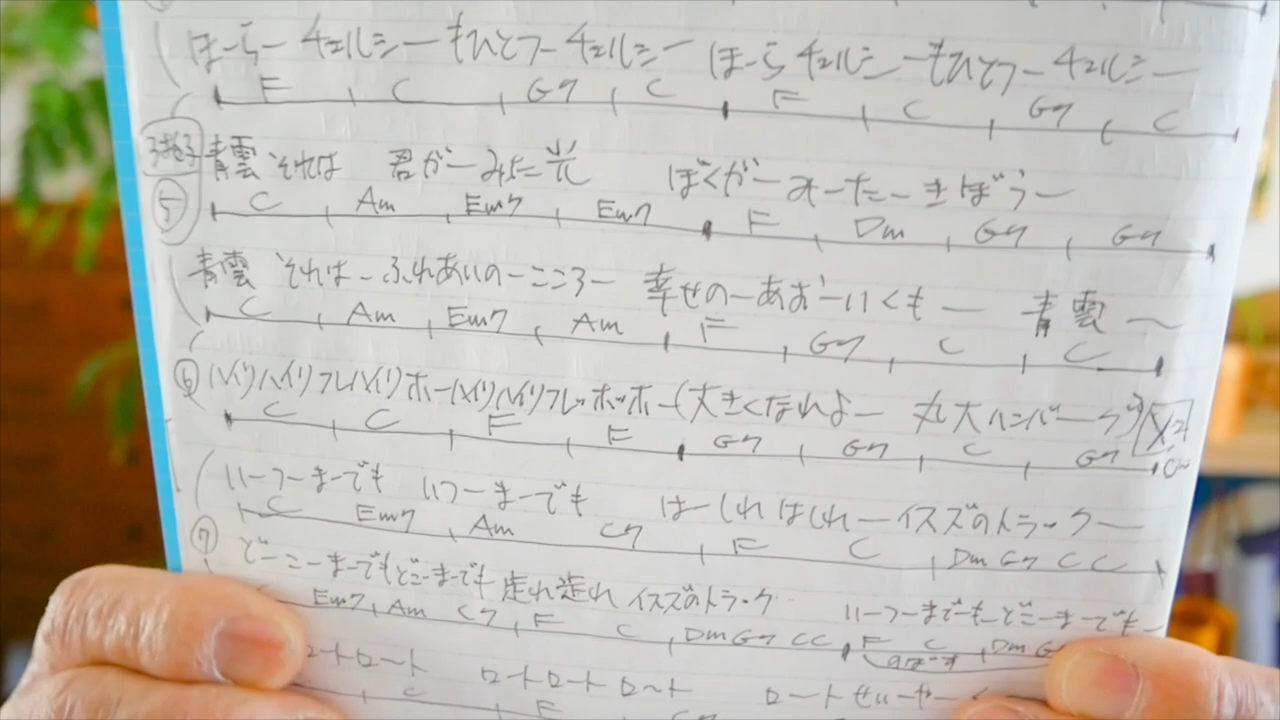 ほーらー チェルシー もひとつー チェルシー ほーら チェルシー もひとつー チェルシー
F C G7 C F C G7 C
3拍子 青雲 それは 君がーみた光 ぼくがーみーたーきぼうー
⑤ C Am Em7 Em7 F Dm G7 G7
青雲 それはーふれあいのーこころー 幸せのーあおーいくもー 青雲〜
C Am Em7 Am F G7 C C
⑥ ハイリハイリフレハイリホーハイリハイリフレッホッホー(大きくなれよー 丸大ハンバーグ) ×2
C C F F G7 G7 C G7 C〜
いーつーまーでも いつーまーでも はーしれ はしれーイスズのトラークー
C Em7 Am C7 F C Dm G7 C C
⑦ どーこーまーでもどこーまーでも 走れ走れ イスズのトラーク いーつーまでーもーどこーまーでもー
Em7 Am C7 F C Dm G7 C C F C Dm
のばーす
ロートロート ロートロート ロート ロートせいーやー
C F